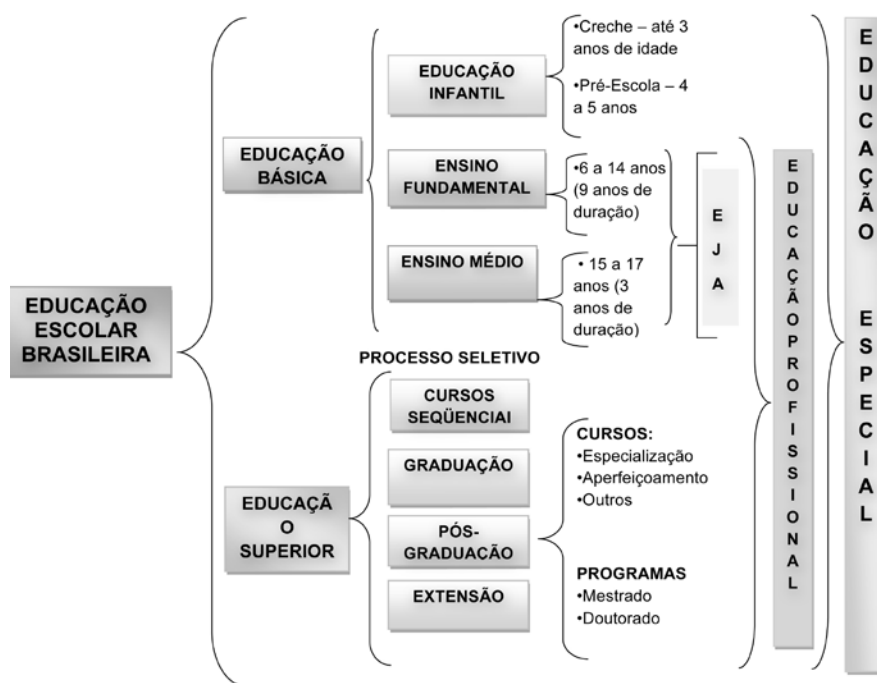 EDUCAÇÃO
ESCOLAR
BRASILEIRA
EDUCAÇÃO
BÁSICA
EDUCAÇÃO
INFANTIL
•Creche – até 3
anos de idade
•Pré-Escola – 4
a 5 anos
ENSINO
FUNDAMENTAL
•6 a 14 anos
(9 anos de
duração)
ENSINO MÉDIO
• 15 a 17
anos (3
anos de
duração)
E
J
A
PROCESSO SELETIVO
EDUCAÇÃ
O
SUPERIOR
CURSOS
SEQÜENCIAI
GRADUAÇÃO
PÓS-
GRADUAÇÃO
EXTENSÃO
CURSOS:
•Especialização
•Aperfeiçoamento
•Outros
PROGRAMAS
•Mestrado
•Doutorado
E
D
U
C
A
Ç
Ã
O
P
R
O
F
I
S
S
I
O
N
A
L
E
D
U
C
A
Ç
Ã
O
E
S
P
E
C
I
A
L